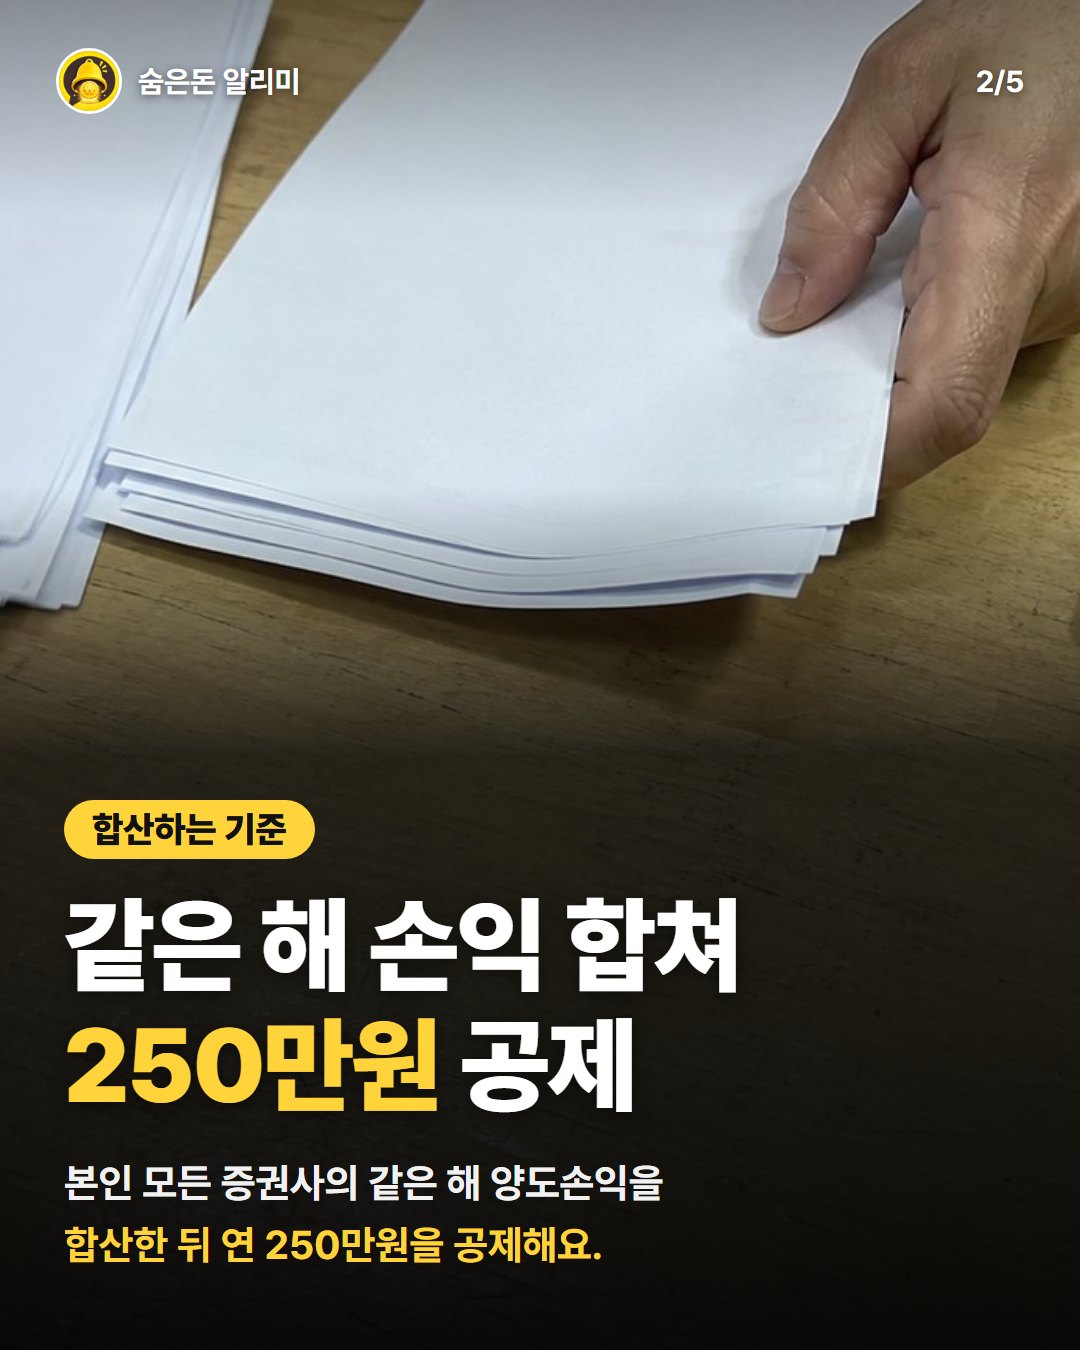 숨은돈 알리미
2/5
합산하는 기준
같은 해 손익 합쳐
250만원 공제
본인 모든 증권사의 같은 해 양도손익을
합산한 뒤 연 250만원을 공제해요.